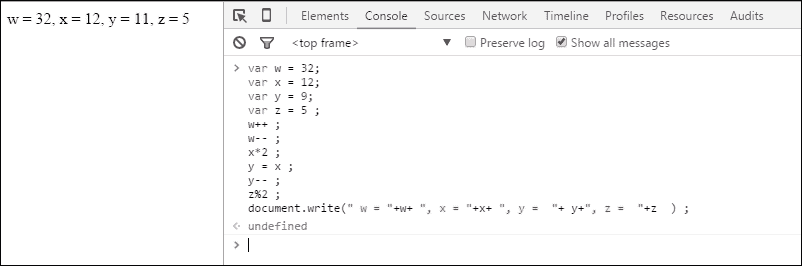 w = 32, x = 12, y = 11, z = 5
Elements Console Sources Network Timeline Profiles Resources Audits
<top frame> ▼ Preserve log Show all messages
> var w = 32;
var x = 12;
var y = 9;
var z = 5 ;
w++ ;
w-- ;
x*2 ;
y = x ;
y-- ;
z%2 ;
document.write(" w = "+w+ ", x = "+x+ ", y =  "+ y+", z =  "+z  ) ;
undefined
>